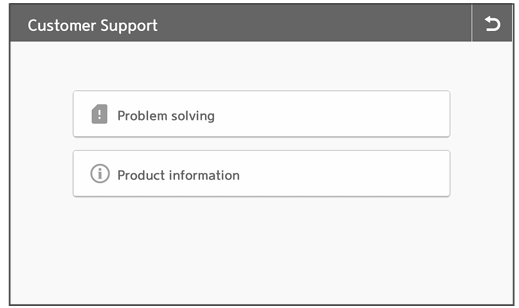 Customer Support
Problem solving
Product information